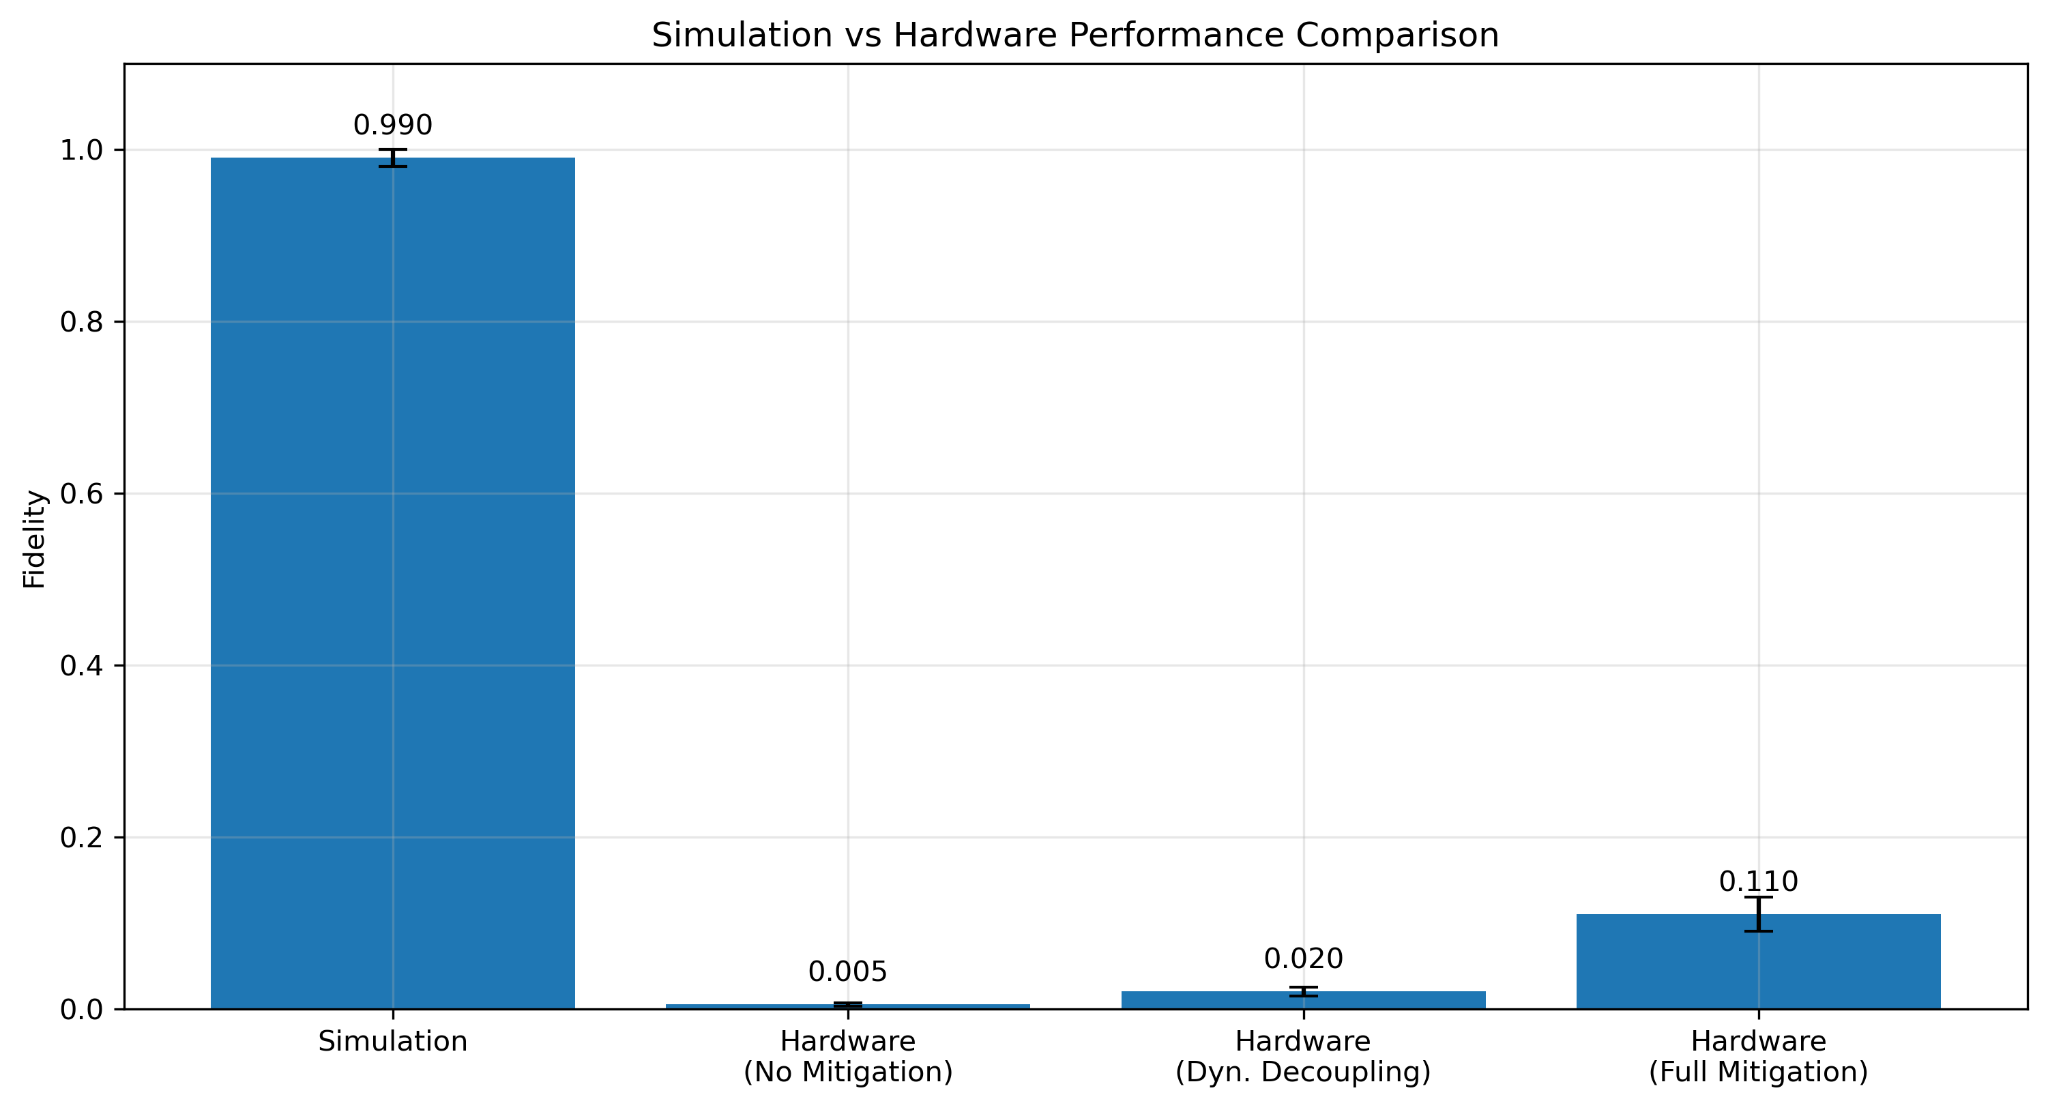 Simulation vs Hardware Performance Comparison
Fidelity
1.0
0.8
0.6
0.4
0.2
0.0
0.990
0.005
0.020
0.110
Simulation
Hardware
(No Mitigation)
Hardware
(Dyn. Decoupling)
Hardware
(Full Mitigation)